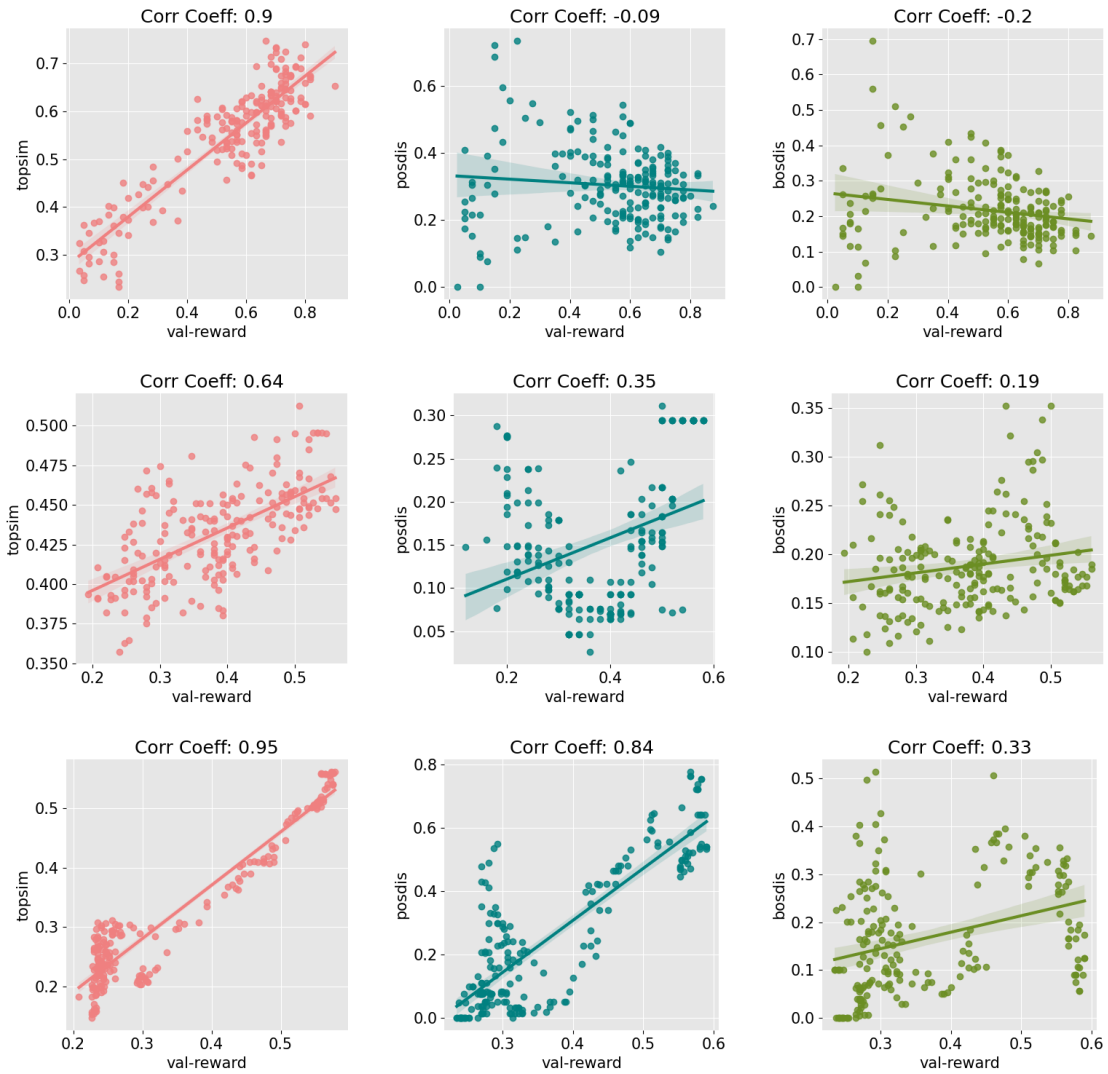 Corr Coeff: 0.9
Corr Coeff: -0.09
Corr Coeff: -0.2
topsim
0.7
0.6
0.5
0.4
0.3
0.0 0.2 0.4 0.6 0.8
val-reward
posdis
0.6
0.4
0.2
0.0
0.0 0.2 0.4 0.6 0.8
val-reward
bosdis
0.7
0.6
0.5
0.4
0.3
0.2
0.1
0.0
0.0 0.2 0.4 0.6 0.8
val-reward
Corr Coeff: 0.64
Corr Coeff: 0.35
Corr Coeff: 0.19
topsim
0.500
0.475
0.450
0.425
0.400
0.375
0.350
0.2 0.3 0.4 0.5
val-reward
posdis
0.30
0.25
0.20
0.15
0.10
0.05
0.2 0.4 0.6
val-reward
bosdis
0.35
0.30
0.25
0.20
0.15
0.10
0.2 0.3 0.4 0.5
val-reward
Corr Coeff: 0.95
Corr Coeff: 0.84
Corr Coeff: 0.33
topsim
0.5
0.4
0.3
0.2
0.2 0.3 0.4 0.5
val-reward
posdis
0.8
0.6
0.4
0.2
0.0
0.3 0.4 0.5 0.6
val-reward
bosdis
0.5
0.4
0.3
0.2
0.1
0.0
0.3 0.4 0.5 0.6
val-reward